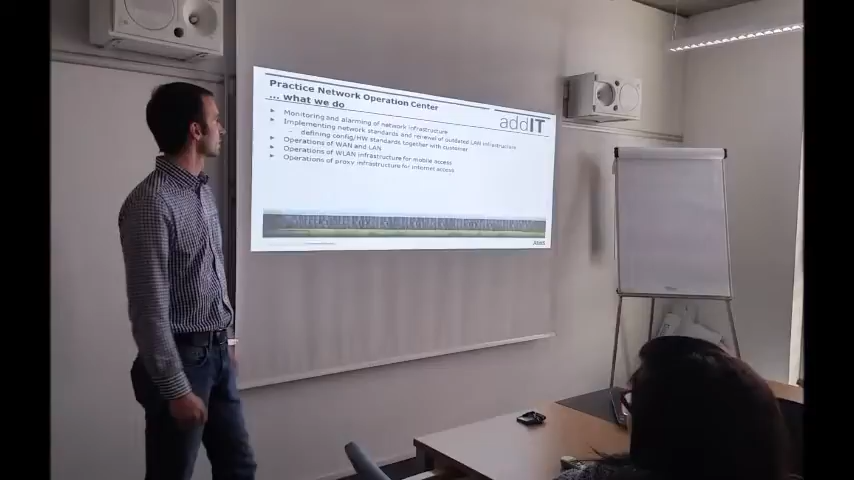 Practice Network Operation Center
... what we do
addIT
Monitoring and alarming of network infrastructure
Implementing network standards and renewal of outdated LAN infrastructure
– defining config/HW standards together with customer
Operations of WAN and LAN
Operations of WLAN infrastructure for mobile access
Operations of proxy infrastructure for internet access